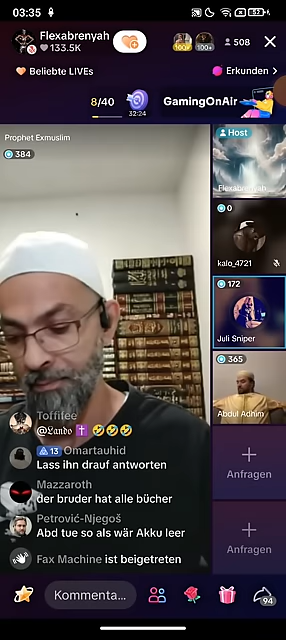 03:35
52
Flexabrenyah
133.5K
100+
508
Beliebte LIVEs
Erkunden >
8/40
32:24
GamingOnAir
Prophet Exmuslim
384
Host
Flexabrenyah
0
kalo_4721
172
Juli Sniper
365
Abdul Adhim
Anfragen
Anfragen
Toffifee
@𝕷𝖆𝖓𝖉𝖔 ✝️ 🤣🤣🤣
13 Omartauhid
Lass ihn drauf antworten
Mazzaroth
der bruder hat alle bücher
Petrović-Njegoš
Abd tue so als wär Akku leer
Fax Machine ist beigetreten
Kommenta...
94